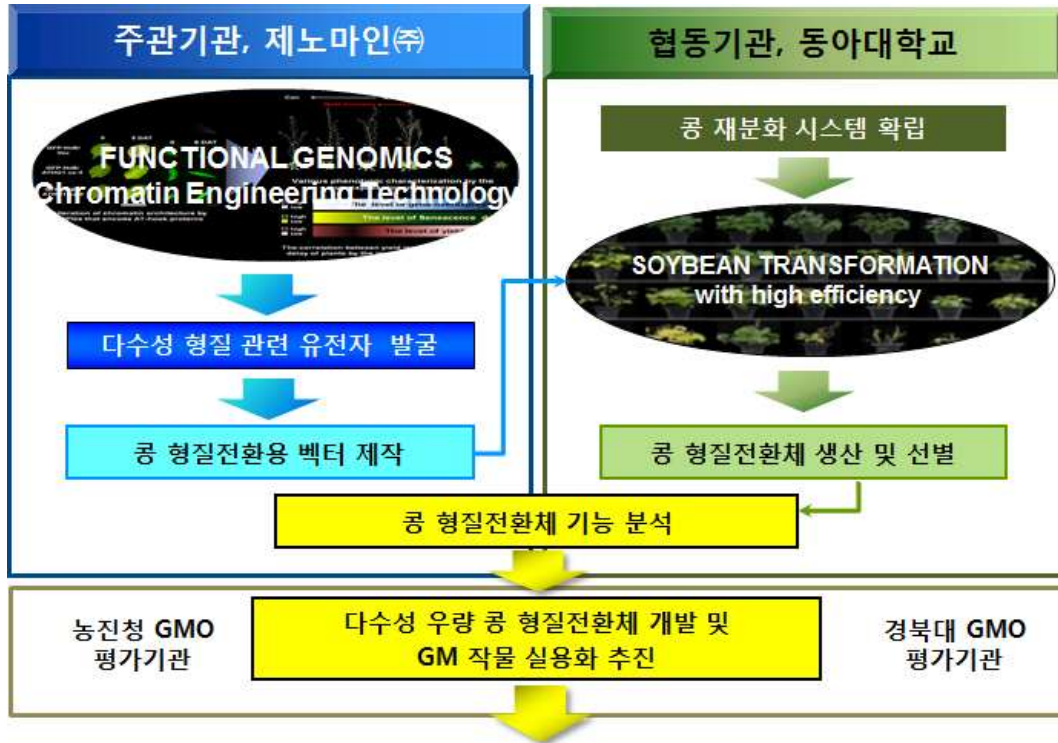 주관기관, 제노마인㈜
협동기관, 동아대학교
FUNCTIONAL GENOMICS
Chromatin Engineering Technology
다수성 형질 관련 유전자 발굴
콩 형질전환용 벡터 제작
콩 재분화 시스템 확립
SOYBEAN TRANSFORMATION
with high efficiency
콩 형질전환체 생산 및 선별
콩 형질전환체 기능 분석
농진청 GMO
평가기관
다수성 우량 콩 형질전환체 개발 및
GM 작물 실용화 추진
경북대 GMO
평가기관